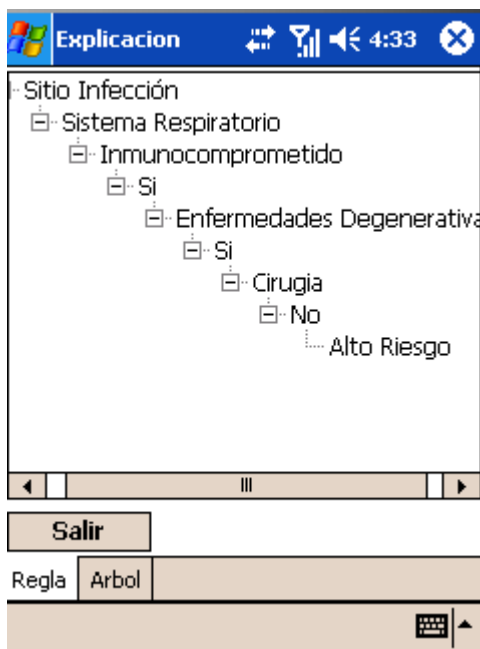 Explicacion 4:33
Sitio Infección
Sistema Respiratorio
Inmunocomprometido
Si
Enfermedades Degenerativa
Si
Cirugia
No
Alto Riesgo
Salir
Regla Arbol